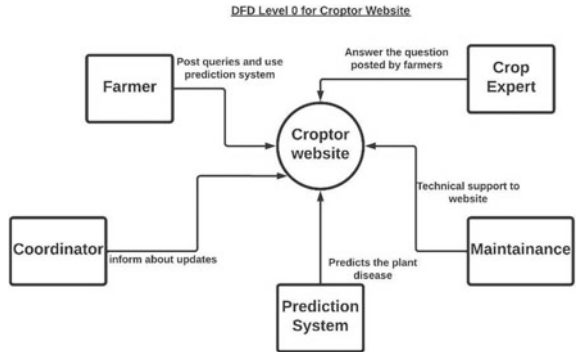 DFD Level 0 for Croptor Website
Post queries and use
prediction system
Farmer
Answer the question
posted by farmers
Crop
Expert
Croptor
website
Technical support to
website
Coordinator
inform about updates
Maintainance
Predicts the plant
disease
Prediction
System